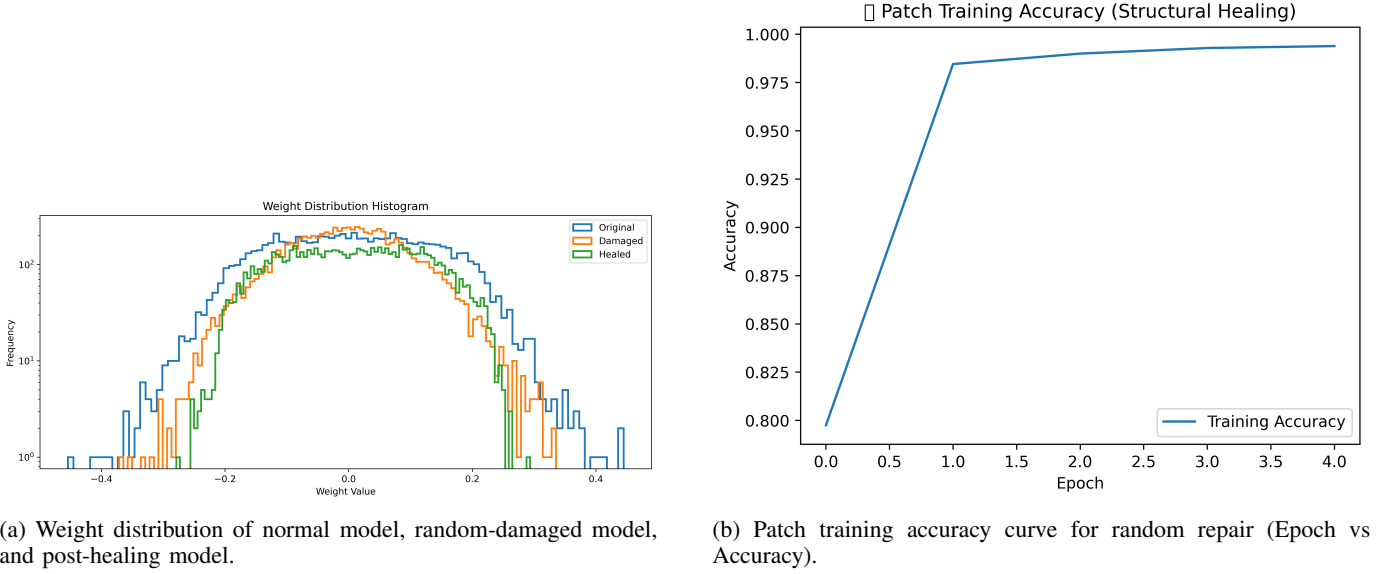 Weight Distribution Histogram
Original
Damaged
Healed
10²
10¹
10⁰
Frequency
−0.4
−0.2
0.0
0.2
0.4
Weight Value
(a) Weight distribution of normal model, random-damaged model,
and post-healing model.
▯ Patch Training Accuracy (Structural Healing)
1.000
0.975
0.950
0.925
0.900
0.875
0.850
0.825
0.800
Accuracy
Training Accuracy
0.0
0.5
1.0
1.5
2.0
2.5
3.0
3.5
4.0
Epoch
(b) Patch training accuracy curve for random repair (Epoch vs
Accuracy).